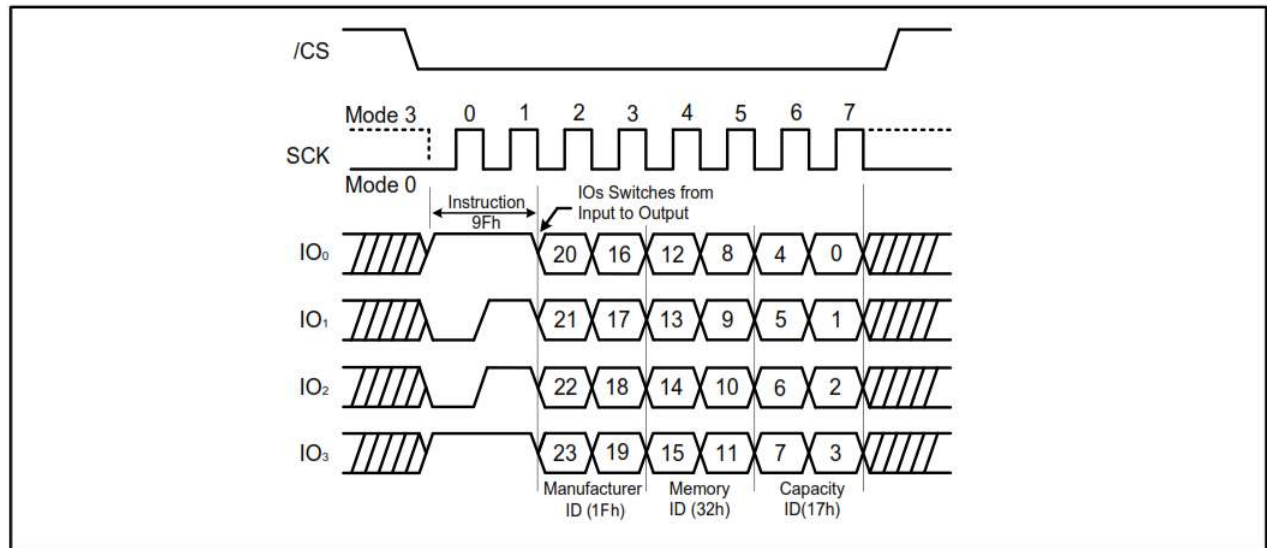 /CS
Mode 3 0 1 2 3 4 5 6 7
SCK
Mode 0
Instruction
9Fh
IOs Switches from
Input to Output
IO₀ 20 16 12 8 4 0
IO₁ 21 17 13 9 5 1
IO₂ 22 18 14 10 6 2
IO₃ 23 19 15 11 7 3
Manufacturer
ID (1Fh)
Memory
ID (32h)
Capacity
ID(17h)